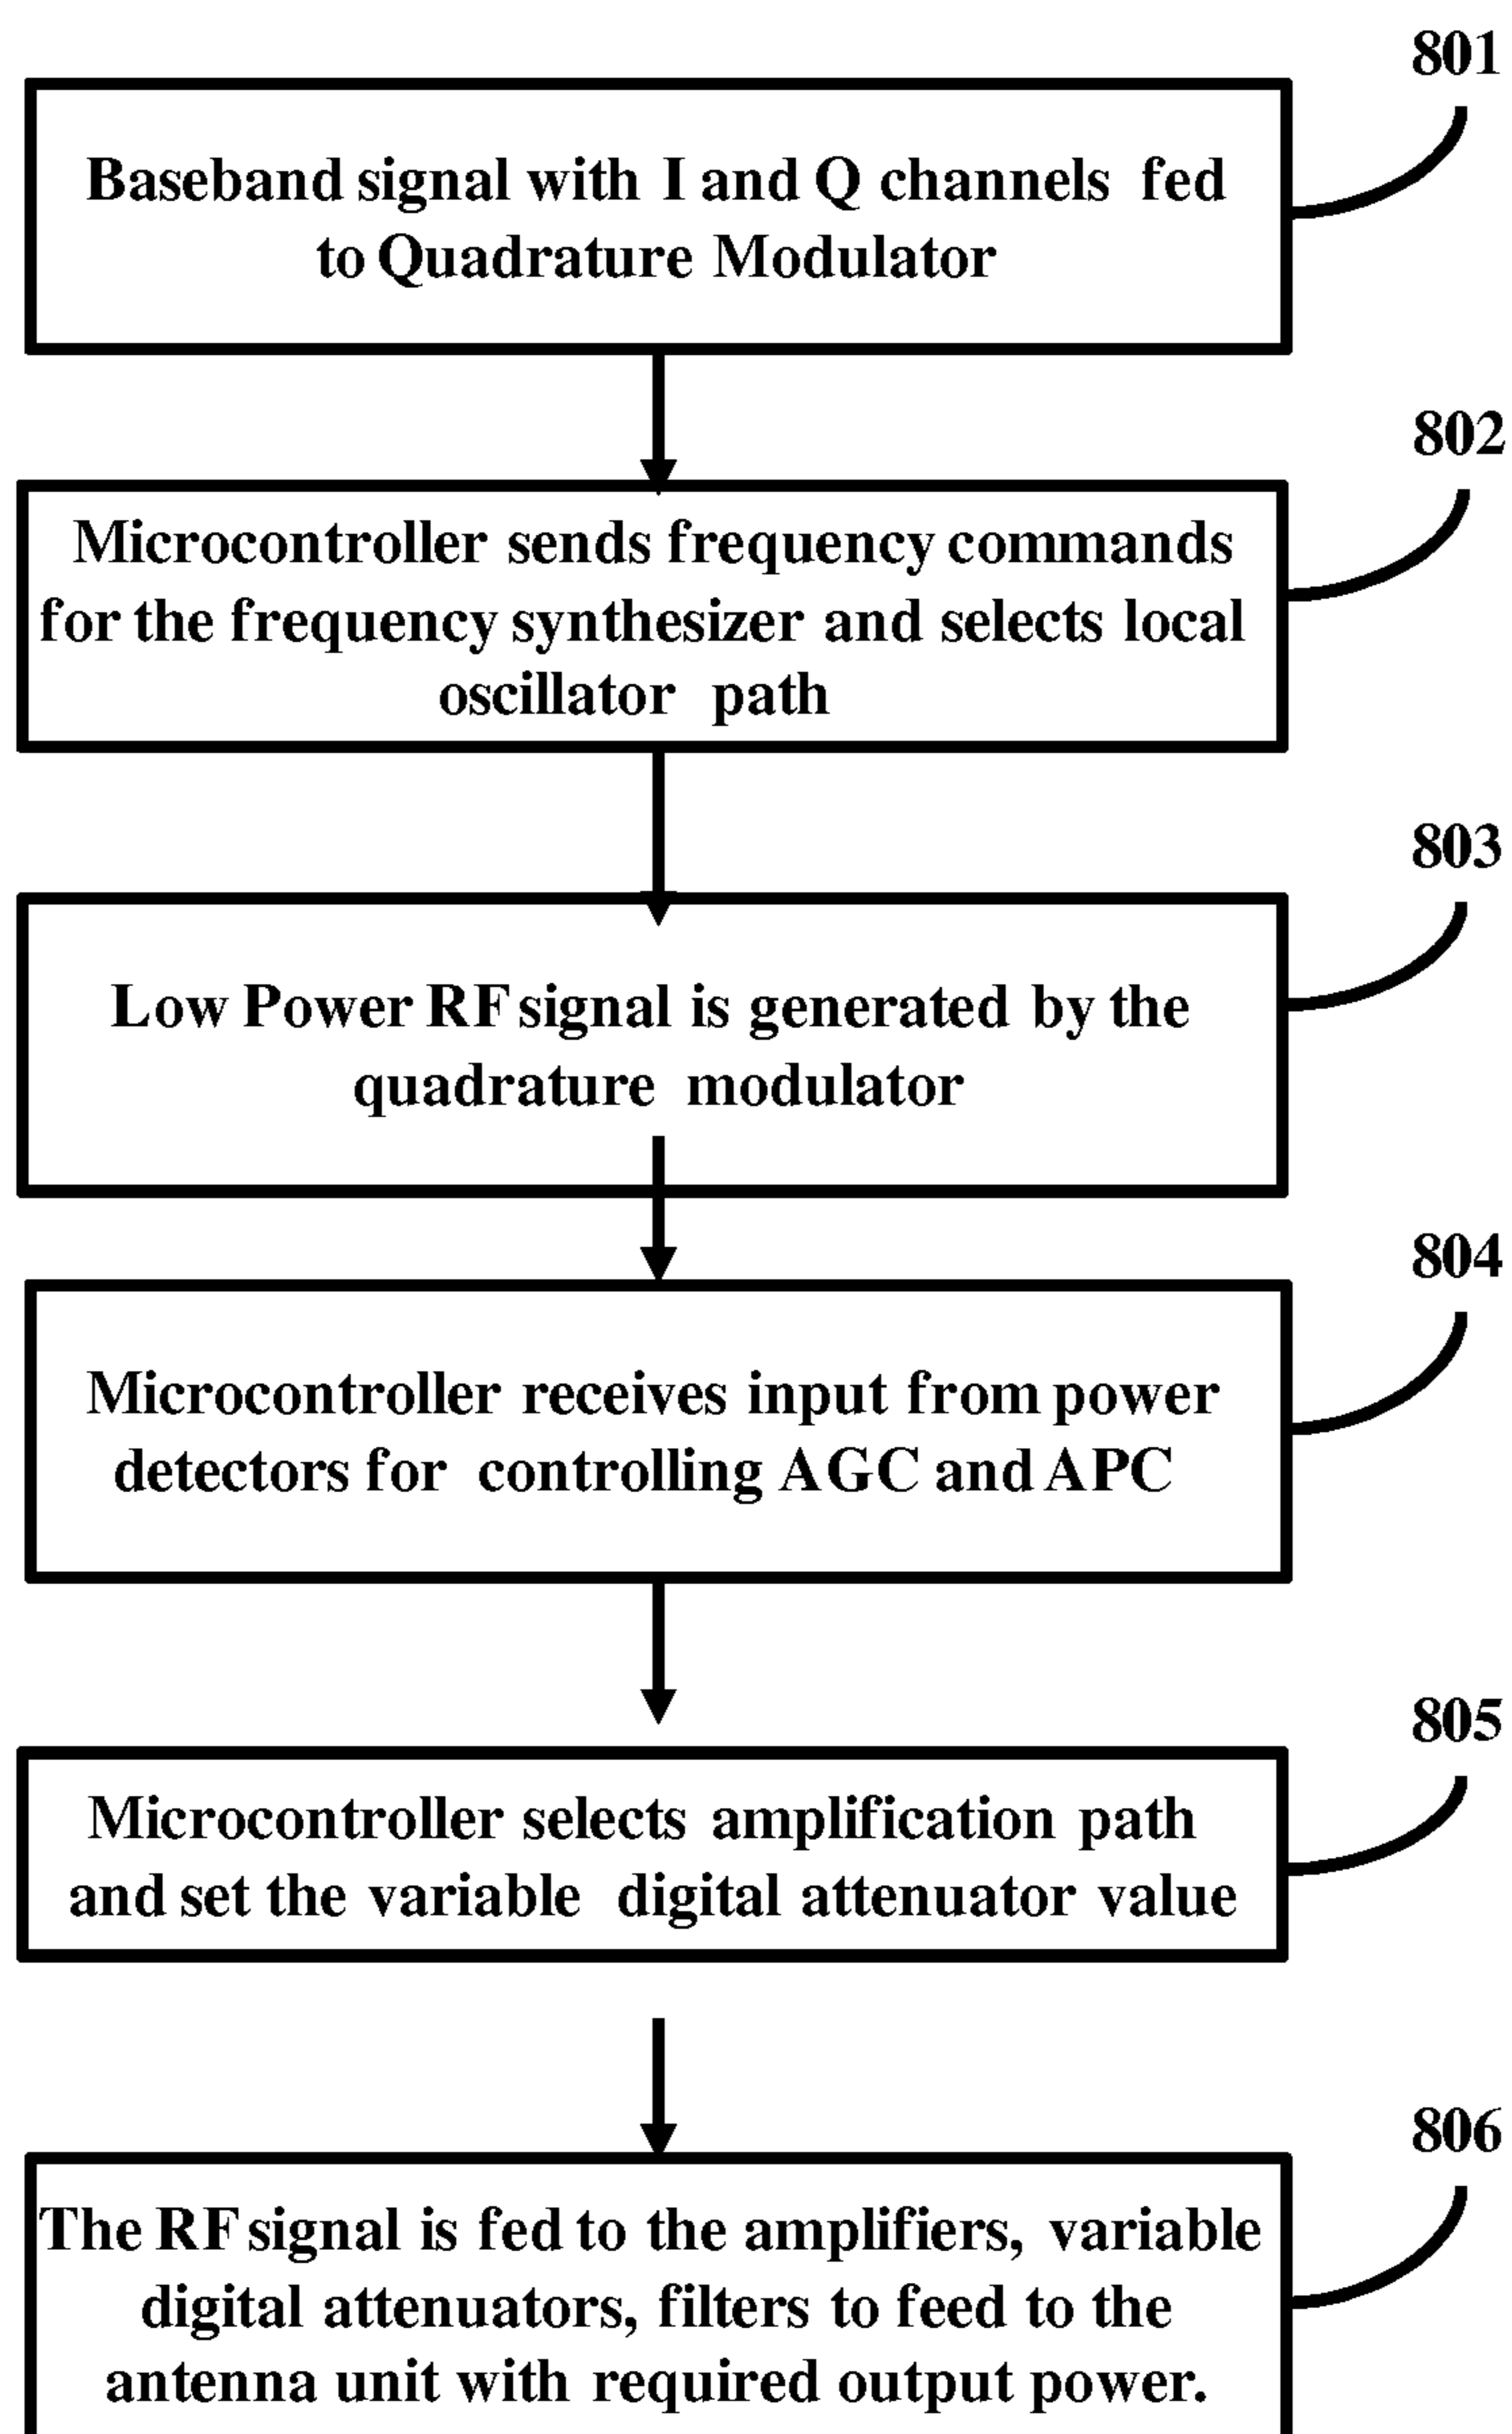 801
Baseband signal with I and Q channels fed
to Quadrature Modulator
802
Microcontroller sends frequency commands
for the frequency synthesizer and selects local
oscillator path
803
Low Power RF signal is generated by the
quadrature modulator
804
Microcontroller receives input from power
detectors for controlling AGC and APC
805
Microcontroller selects amplification path
and set the variable digital attenuator value
806
The RF signal is fed to the amplifiers, variable
digital attenuators, filters to feed to the
antenna unit with required output power.